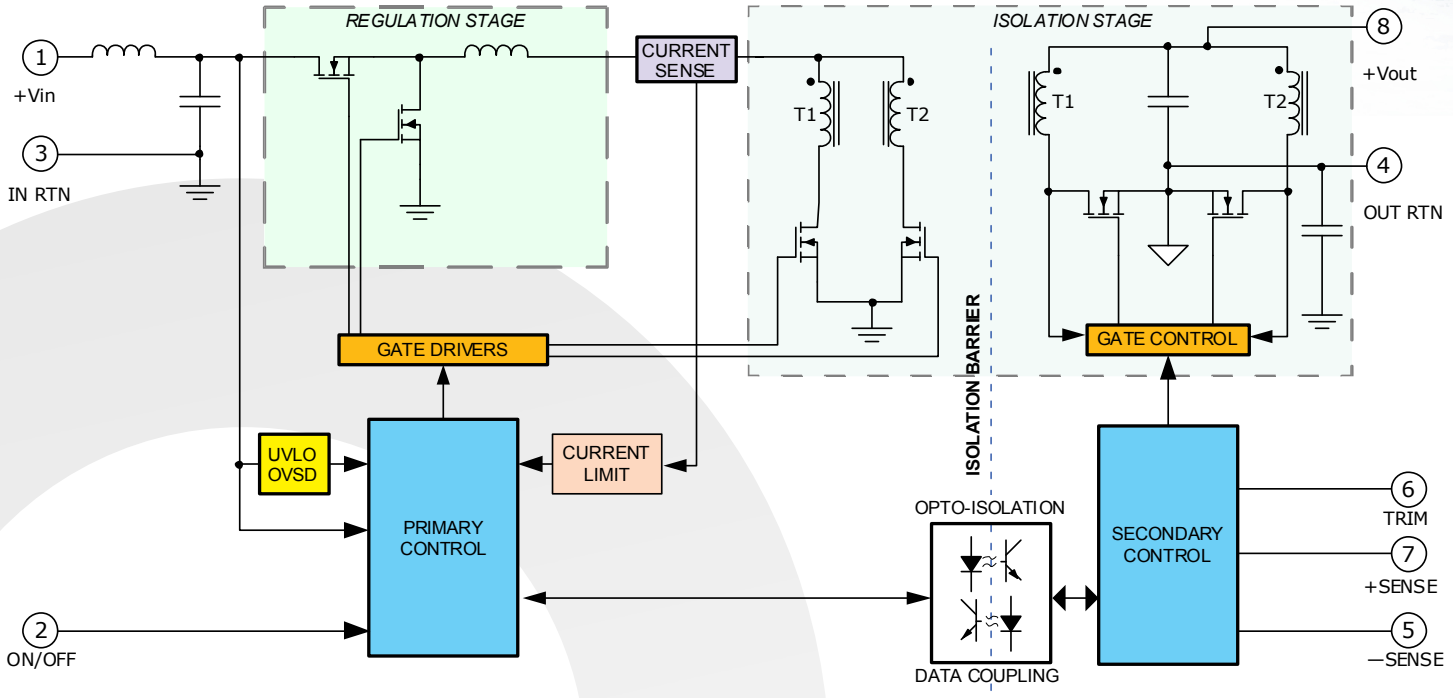 REGULATION STAGE
ISOLATION STAGE
1
+Vin
CURRENT
SENSE
8
+Vout
T1
T2
T1
T2
3
IN RTN
4
OUT RTN
GATE DRIVERS
GATE CONTROL
ISOLATION BARRIER
UVLO
OVSD
PRIMARY
CONTROL
CURRENT
LIMIT
OPTO-ISOLATION
DATA COUPLING
SECONDARY
CONTROL
6
TRIM
7
+SENSE
5
—SENSE
2
ON/OFF